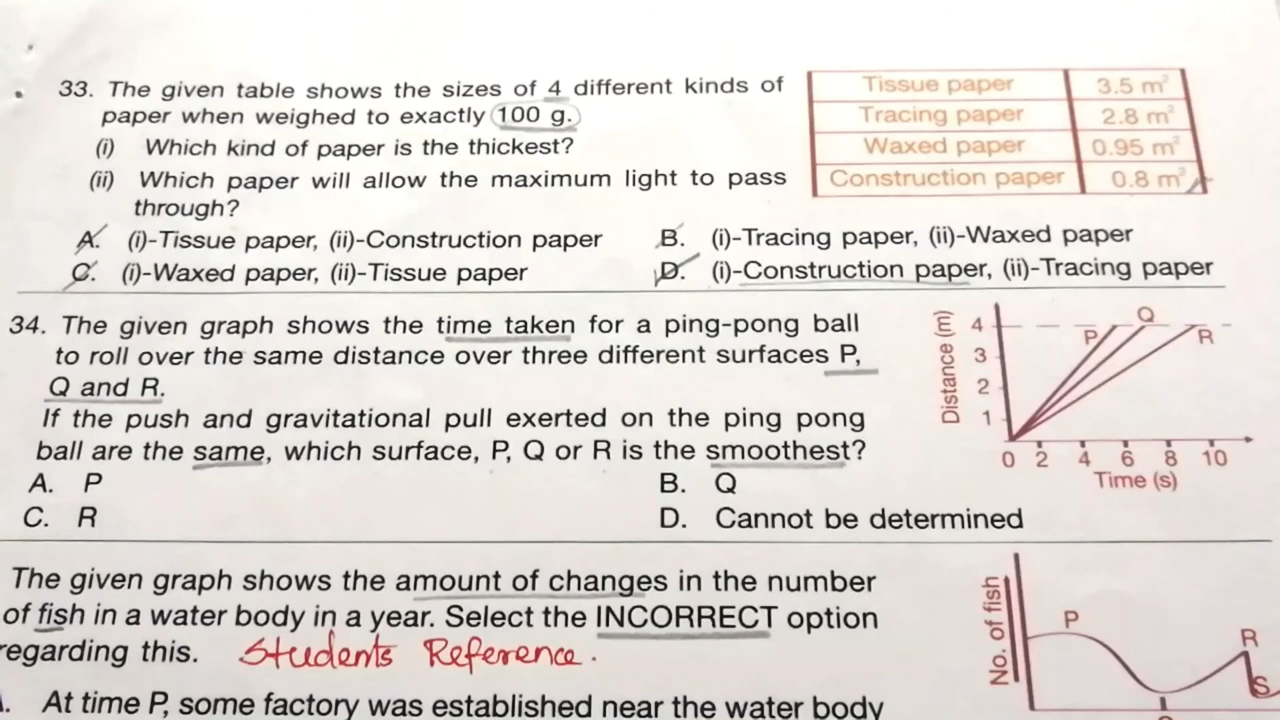 33. The given table shows the sizes of 4 different kinds of
paper when weighed to exactly 100 g.
(i) Which kind of paper is the thickest?
(ii) Which paper will allow the maximum light to pass
through?
Tissue paper 3.5 m²
Tracing paper 2.8 m²
Waxed paper 0.95 m²
Construction paper 0.8 m²
A. (i)-Tissue paper, (ii)-Construction paper B. (i)-Tracing paper, (ii)-Waxed paper
C. (i)-Waxed paper, (ii)-Tissue paper D. (i)-Construction paper, (ii)-Tracing paper
34. The given graph shows the time taken for a ping-pong ball
to roll over the same distance over three different surfaces P,
Q and R.
If the push and gravitational pull exerted on the ping pong
ball are the same, which surface, P, Q or R is the smoothest?
A. P B. Q
C. R D. Cannot be determined
Distance (m)
4
3
2
1
P Q R
0 2 4 6 8 10
Time (s)
The given graph shows the amount of changes in the number
of fish in a water body in a year. Select the INCORRECT option
regarding this. Students Reference.
At time P, some factory was established near the water body
No. of fish
P
R
S